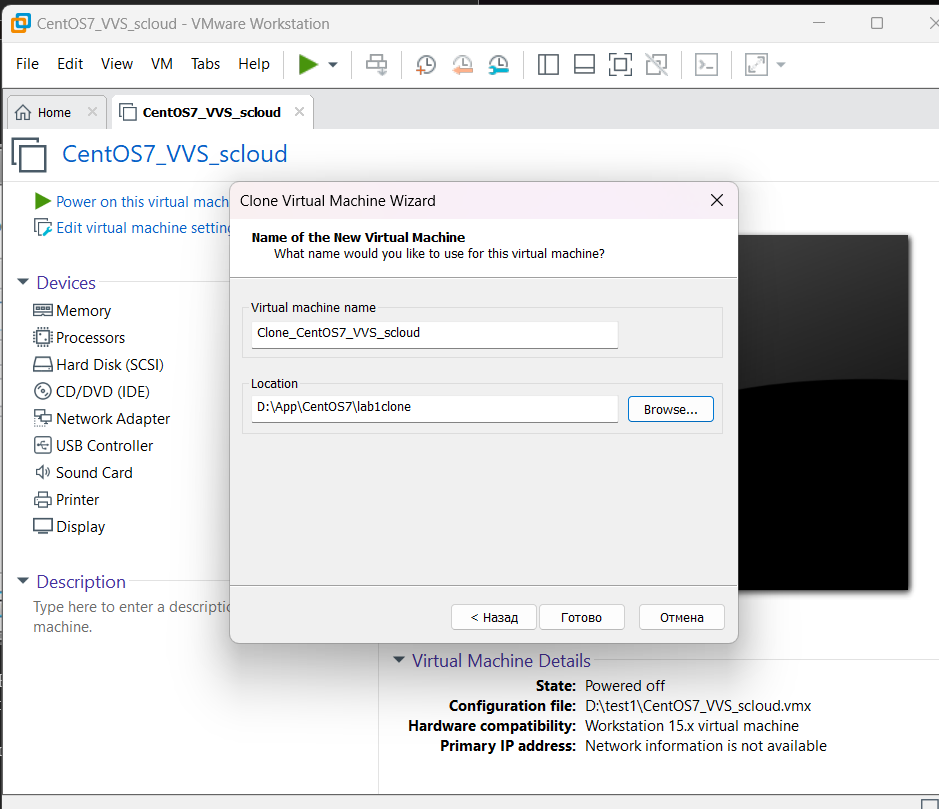 CentOS7_VVS_scloud - VMware Workstation
File Edit View VM Tabs Help
Home CentOS7_VVS_scloud
CentOS7_VVS_scloud
Power on this virtual mach
Edit virtual machine setting
Devices
Memory
Processors
Hard Disk (SCSI)
CD/DVD (IDE)
Network Adapter
USB Controller
Sound Card
Printer
Display
Description
Type here to enter a descriptio
machine.
Clone Virtual Machine Wizard
Name of the New Virtual Machine
What name would you like to use for this virtual machine?
Virtual machine name
Clone_CentOS7_VVS_scloud
Location
D:\App\CentOS7\lab1clone
Browse...
< Назад Готово Отмена
Virtual Machine Details
State: Powered off
Configuration file: D:\test1\CentOS7_VVS_scloud.vmx
Hardware compatibility: Workstation 15.x virtual machine
Primary IP address: Network information is not available